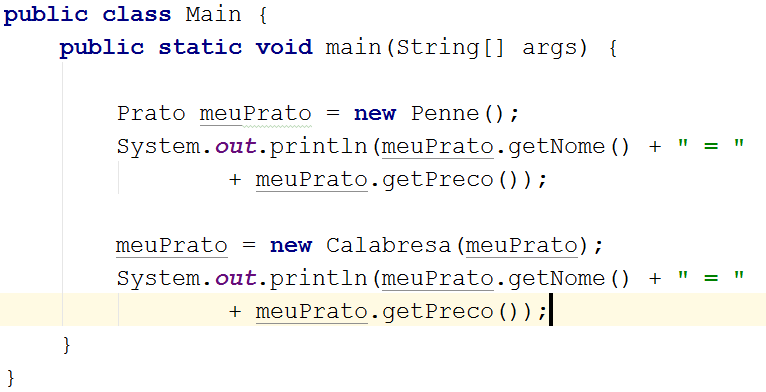 public class Main {
public static void main(String[] args) {
Prato meuPrato = new Penne();
System.out.println(meuPrato.getNome() + " = "
+ meuPrato.getPreco());
meuPrato = new Calabresa(meuPrato);
System.out.println(meuPrato.getNome() + " = "
+ meuPrato.getPreco());
}
}